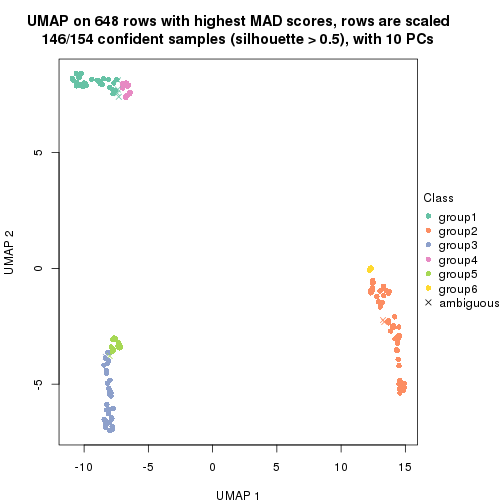 UMAP on 648 rows with highest MAD scores, rows are scaled
146/154 confident samples (silhouette > 0.5), with 10 PCs
5
0
-5
UMAP 2
-10
-5
0
5
10
15
UMAP 1
Class
group1
group2
group3
group4
group5
group6
ambiguous